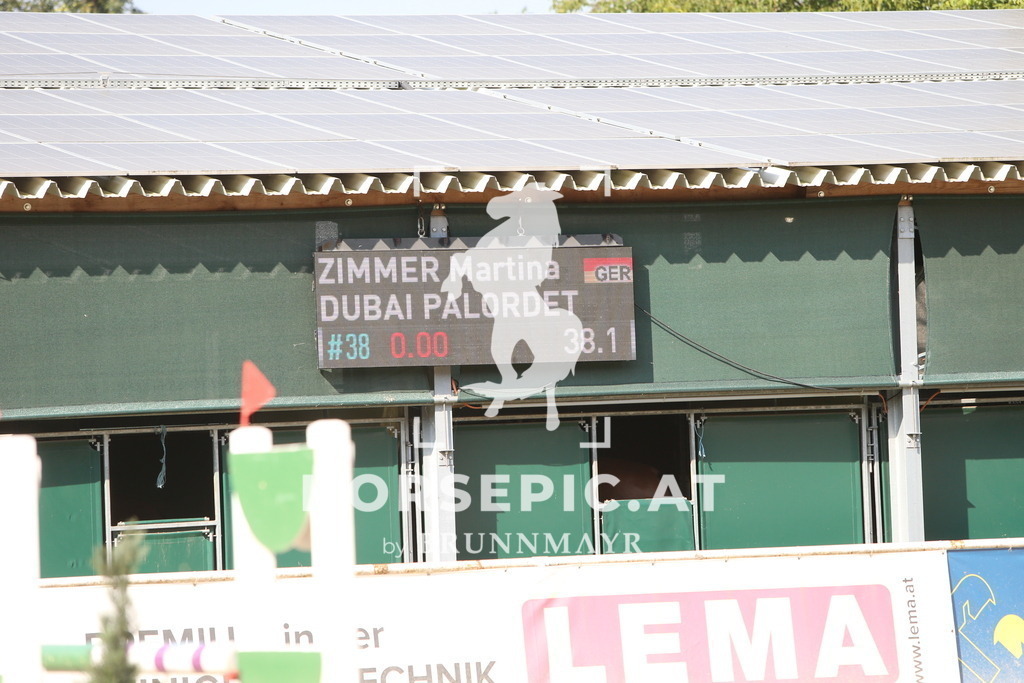 ZIMMER Martina GER
DUBAI PALORDET
#38 0.00 38.1
HORSEPIC.AT
by BRUNNMAYR
in der
TECHNIK
LEMA
www.lema.at